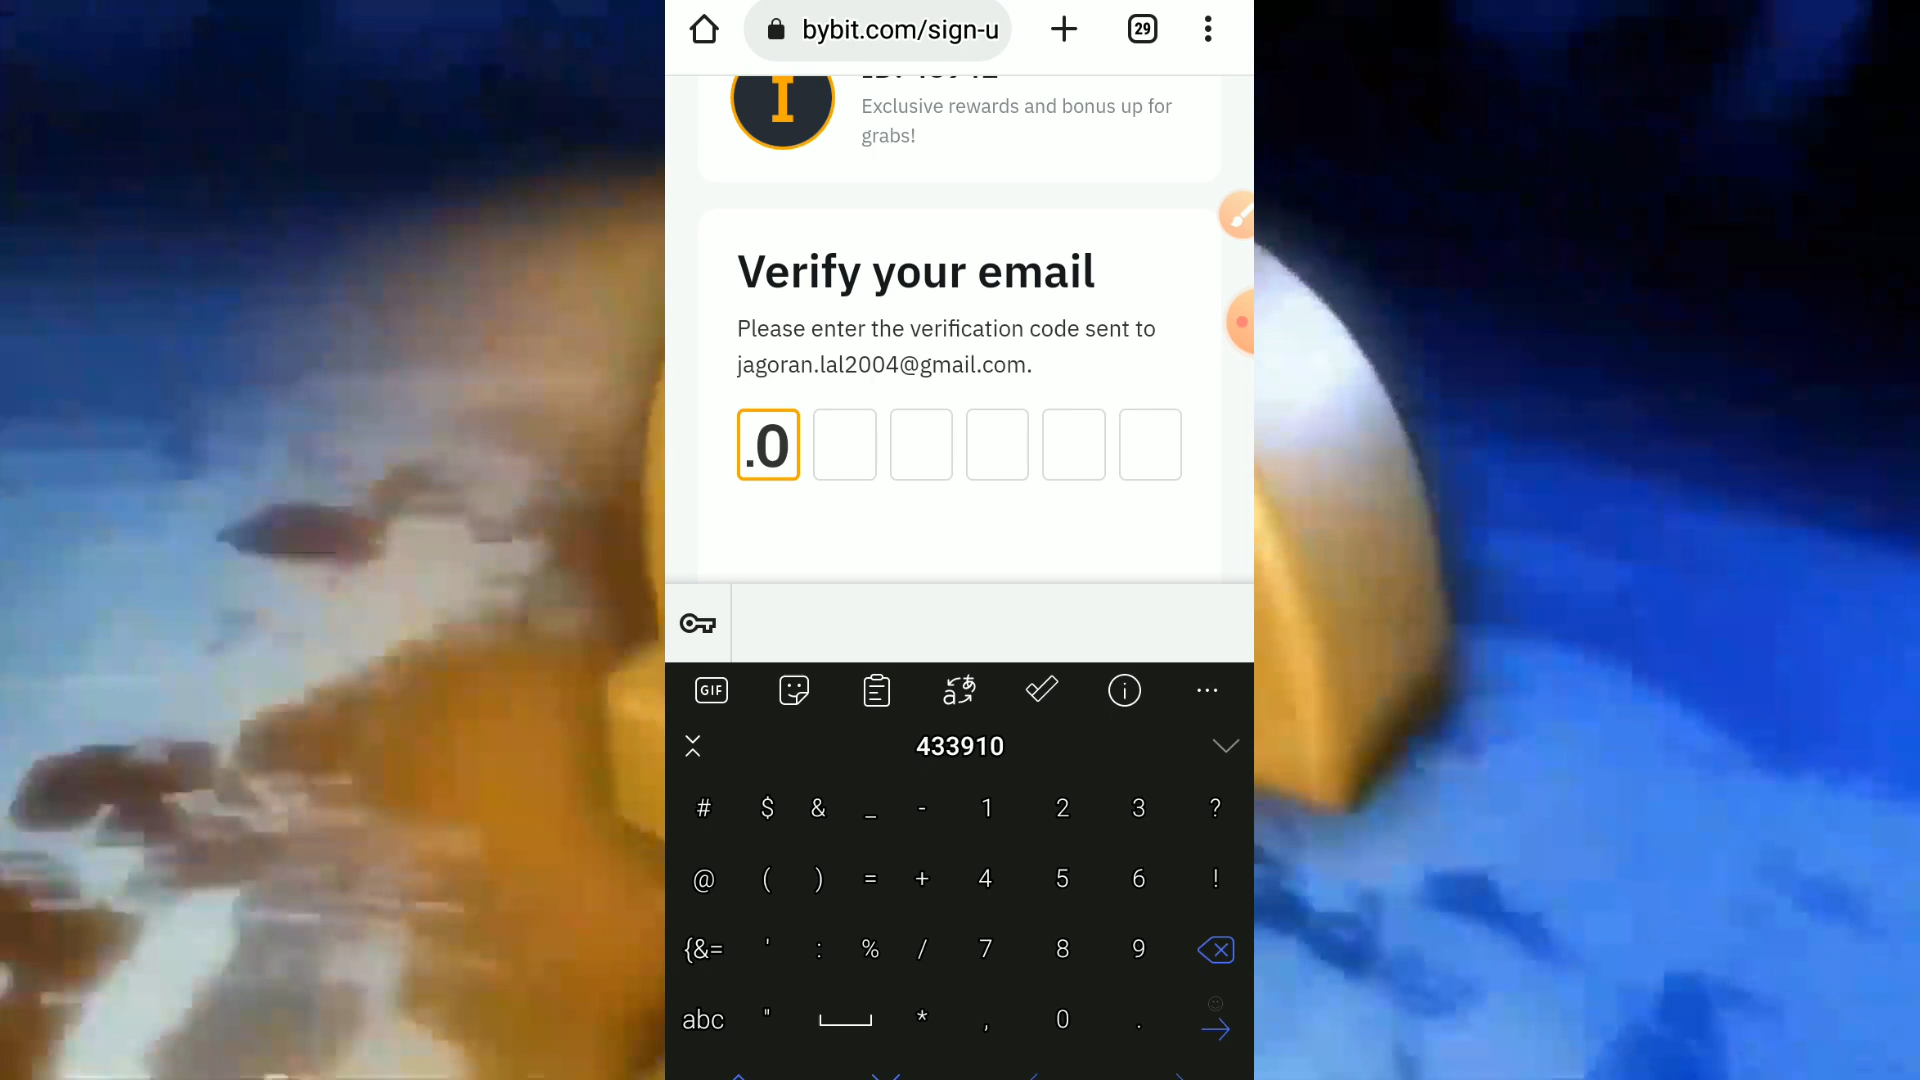 bybit.com/sign-u
29
I
Exclusive rewards and bonus up for
grabs!
Verify your email
Please enter the verification code sent to
jagoran.lal2004@gmail.com.
.0
GIF
433910
# $ & _ - 1 2 3 ?
@ ( ) = + 4 5 6 !
{&= ' : % / 7 8 9
abc " * , 0 .